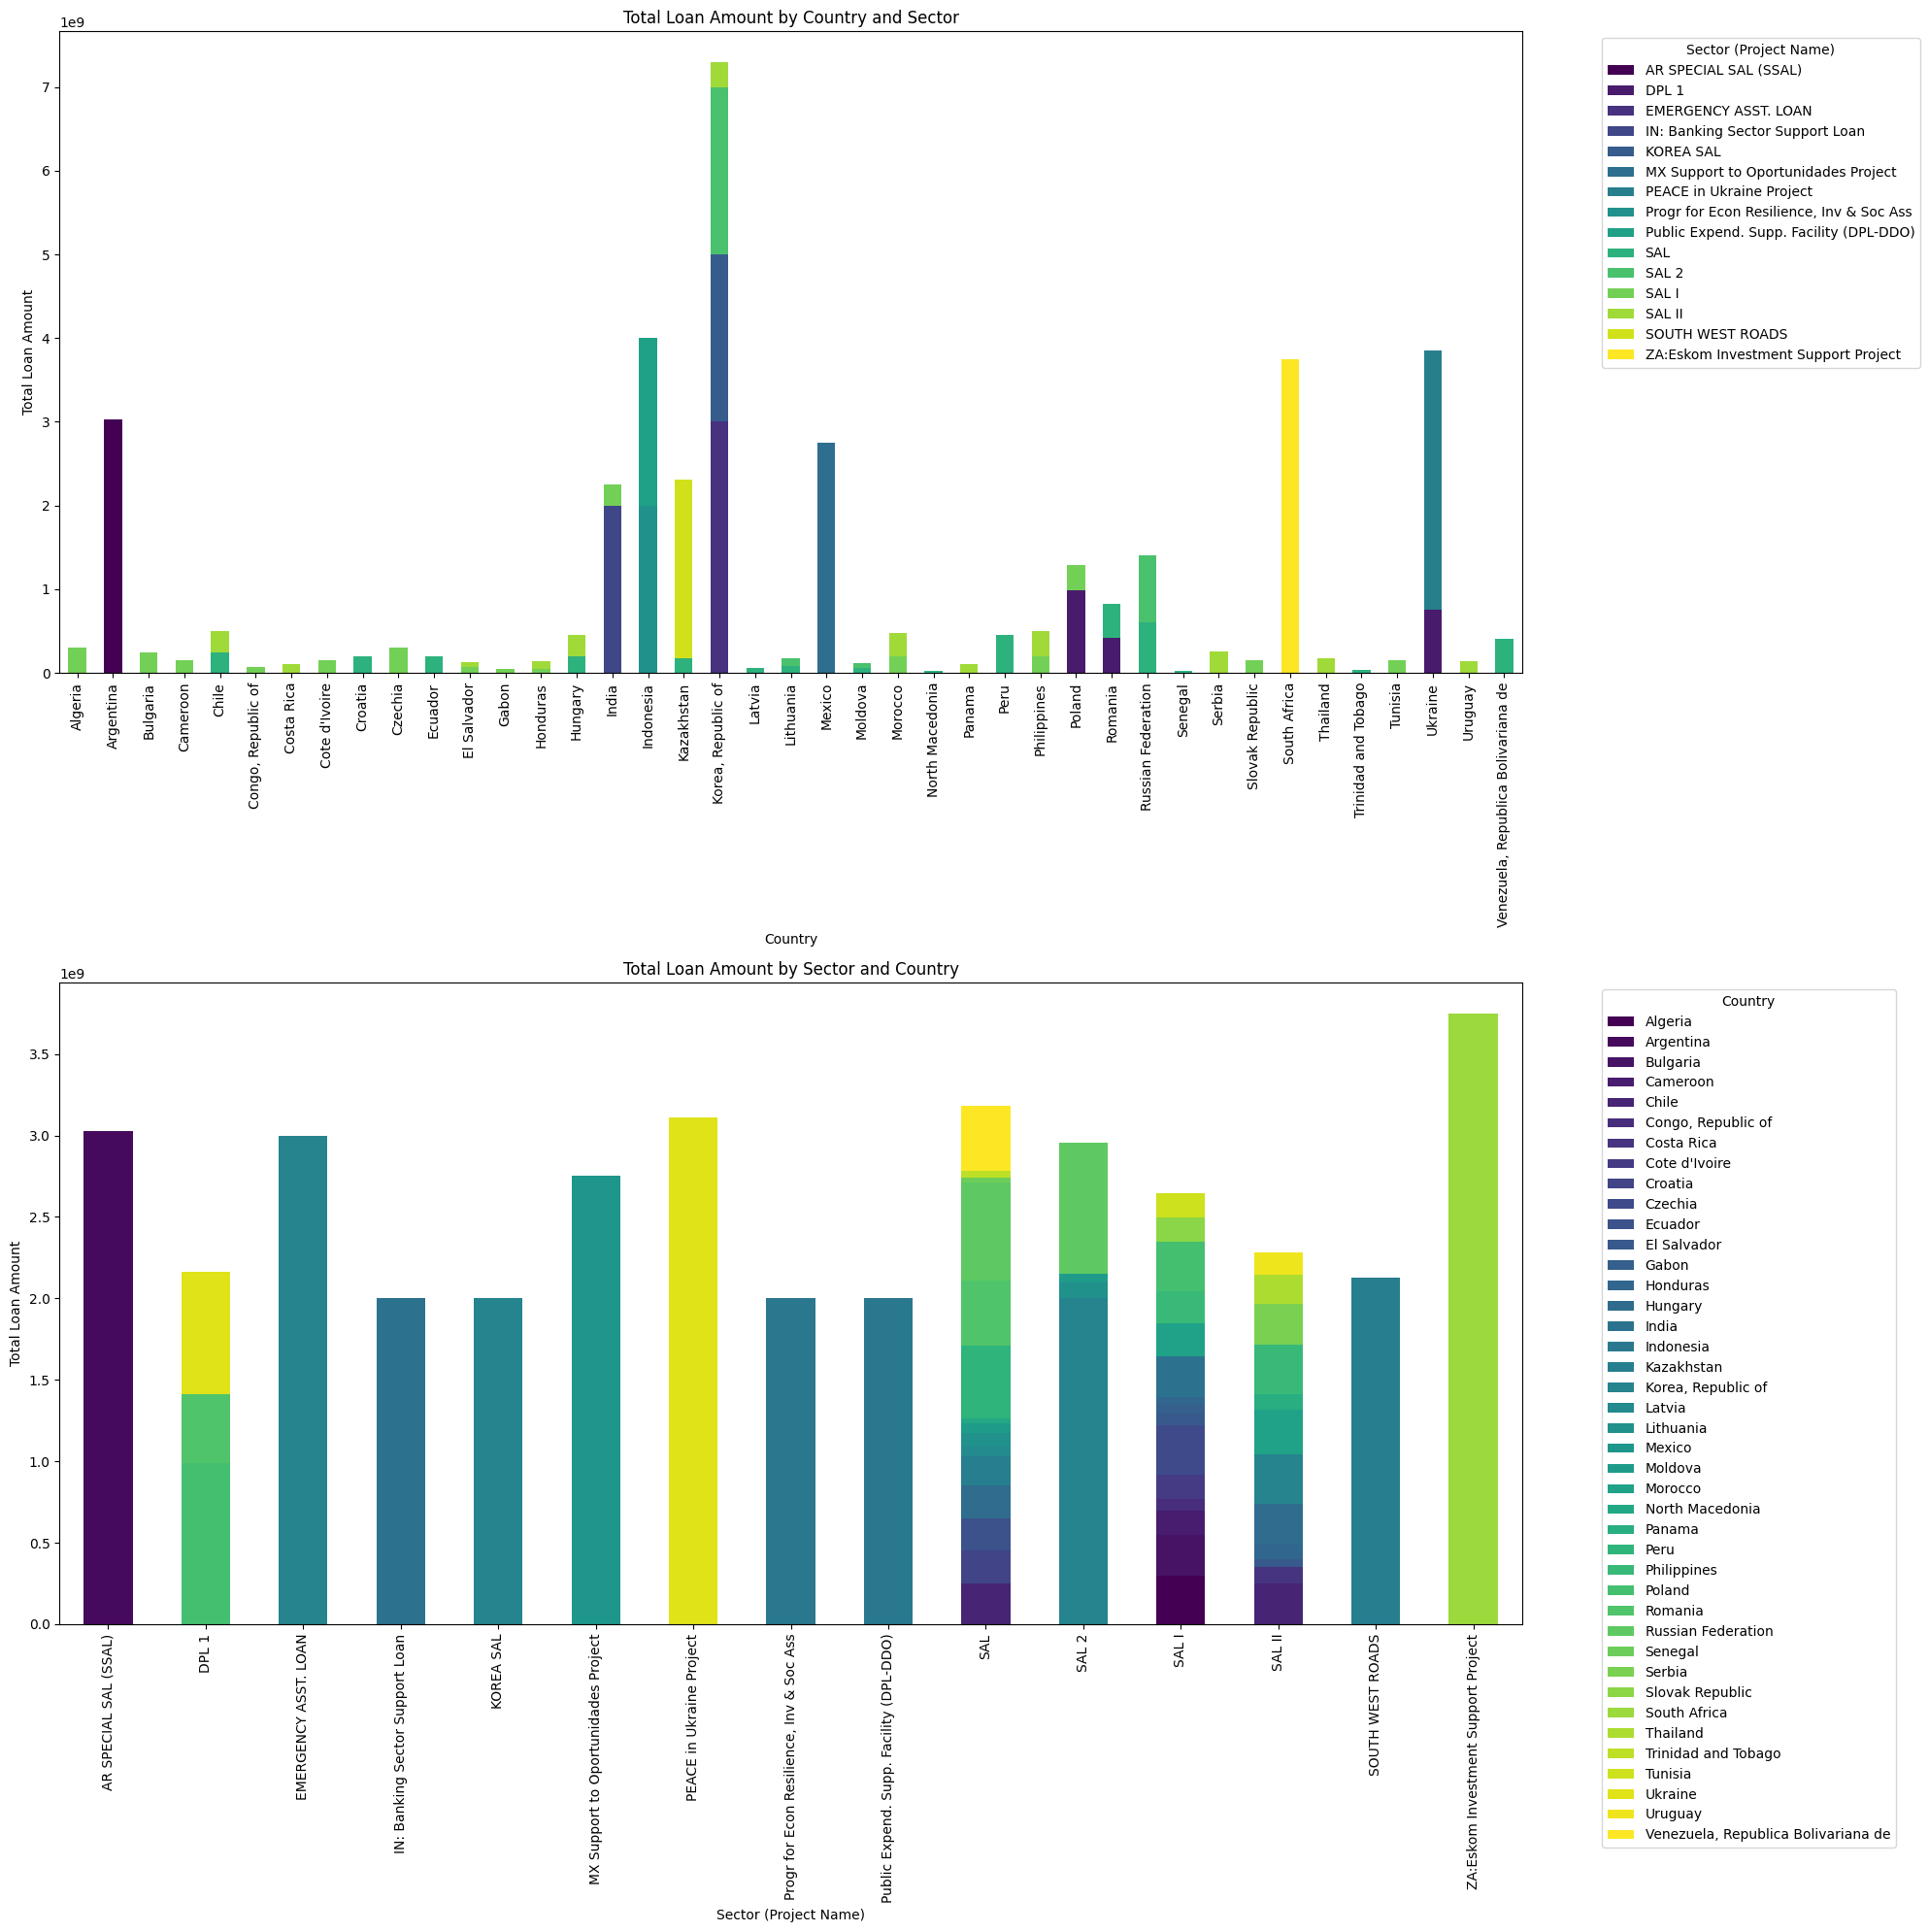 Total Loan Amount by Country and Sector
1e9
Total Loan Amount
7
6
5
4
3
2
1
0
Algeria
Argentina
Bulgaria
Cameroon
Chile
Congo, Republic of
Costa Rica
Cote d'Ivoire
Croatia
Czechia
Ecuador
El Salvador
Gabon
Honduras
Hungary
India
Indonesia
Kazakhstan
Korea, Republic of
Latvia
Lithuania
Mexico
Moldova
Morocco
North Macedonia
Panama
Peru
Philippines
Poland
Romania
Russian Federation
Senegal
Serbia
Slovak Republic
South Africa
Thailand
Trinidad and Tobago
Tunisia
Ukraine
Uruguay
Venezuela, Republica Bolivariana de
Country
Sector (Project Name)
AR SPECIAL SAL (SSAL)
DPL 1
EMERGENCY ASST. LOAN
IN: Banking Sector Support Loan
KOREA SAL
MX Support to Oportunidades Project
PEACE in Ukraine Project
Progr for Econ Resilience, Inv & Soc Ass
Public Expend. Supp. Facility (DPL-DDO)
SAL
SAL 2
SAL I
SAL II
SOUTH WEST ROADS
ZA:Eskom Investment Support Project
Total Loan Amount by Sector and Country
1e9
Total Loan Amount
3.5
3.0
2.5
2.0
1.5
1.0
0.5
0.0
AR SPECIAL SAL (SSAL)
DPL 1
EMERGENCY ASST. LOAN
IN: Banking Sector Support Loan
KOREA SAL
MX Support to Oportunidades Project
PEACE in Ukraine Project
Progr for Econ Resilience, Inv & Soc Ass
Public Expend. Supp. Facility (DPL-DDO)
SAL
SAL 2
SAL I
SAL II
SOUTH WEST ROADS
ZA:Eskom Investment Support Project
Sector (Project Name)
Country
Algeria
Argentina
Bulgaria
Cameroon
Chile
Congo, Republic of
Costa Rica
Cote d'Ivoire
Croatia
Czechia
Ecuador
El Salvador
Gabon
Honduras
Hungary
India
Indonesia
Kazakhstan
Korea, Republic of
Latvia
Lithuania
Mexico
Moldova
Morocco
North Macedonia
Panama
Peru
Philippines
Poland
Romania
Russian Federation
Senegal
Serbia
Slovak Republic
South Africa
Thailand
Trinidad and Tobago
Tunisia
Ukraine
Uruguay
Venezuela, Republica Bolivariana de